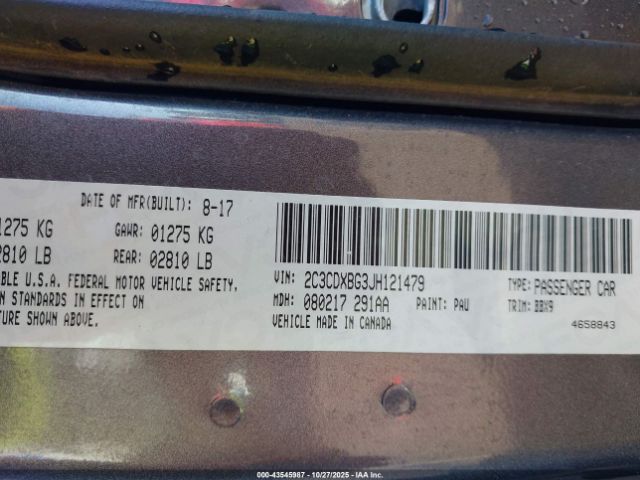 DATE OF MFR(BUILT): 8-17
1275 KG GAWR: 01275 KG
2810 LB REAR: 02810 LB
BLE U.S.A. FEDERAL MOTOR VEHICLE SAFETY,
N STANDARDS IN EFFECT ON
TURE SHOWN ABOVE.
VIN: 2C3CDXBG3JH121479 TYPE: PASSENGER CAR
MDH: 080217 291AA PAINT: PAU TRIM: BBX9
VEHICLE MADE IN CANADA 4658843
000-43545987 - 10/27/2025 - IAAI.COM